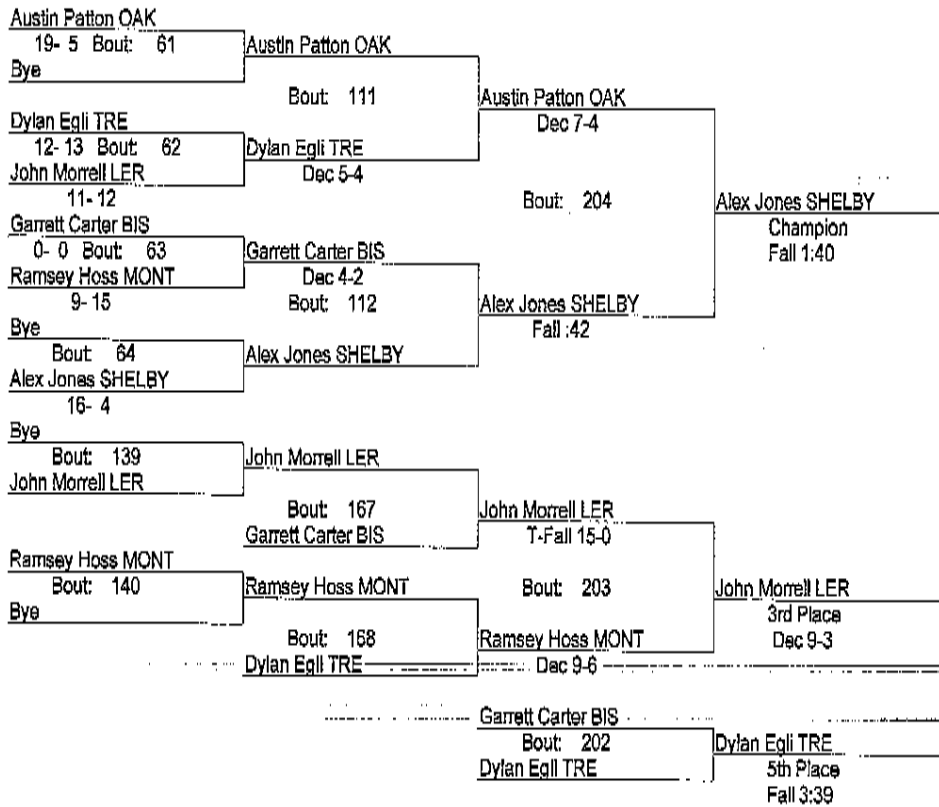 Austin Patton OAK
19- 5 Bout: 61
Austin Patton OAK
Bye
Bout: 111
Austin Patton OAK
Dec 7-4
Dylan Egli TRE
12- 13 Bout: 62
Dylan Egli TRE
John Morrell LER
Dec 5-4
11- 12
Bout: 204
Alex Jones SHELBY
Champion
Fall 1:40
Garrett Carter BIS
0- 0 Bout: 63
Garrett Carter BIS
Ramsey Hoss MONT
Dec 4-2
9- 15
Bout: 112
Alex Jones SHELBY
Fall :42
Bye
Bout: 64
Alex Jones SHELBY
Alex Jones SHELBY
16- 4
Bye
Bout: 139
John Morrell LER
John Morrell LER
Bout: 167
John Morrell LER
T-Fall 15-0
Garrett Carter BIS
Ramsey Hoss MONT
Bout: 140
Ramsey Hoss MONT
Bye
Bout: 203
John Morrell LER
3rd Place
Dec 9-3
Bout: 168
Ramsey Hoss MONT
Dec 9-6
Dylan Egli TRE
Garrett Carter BIS
Bout: 202
Dylan Egli TRE
Dylan Egli TRE
5th Place
Fall 3:39